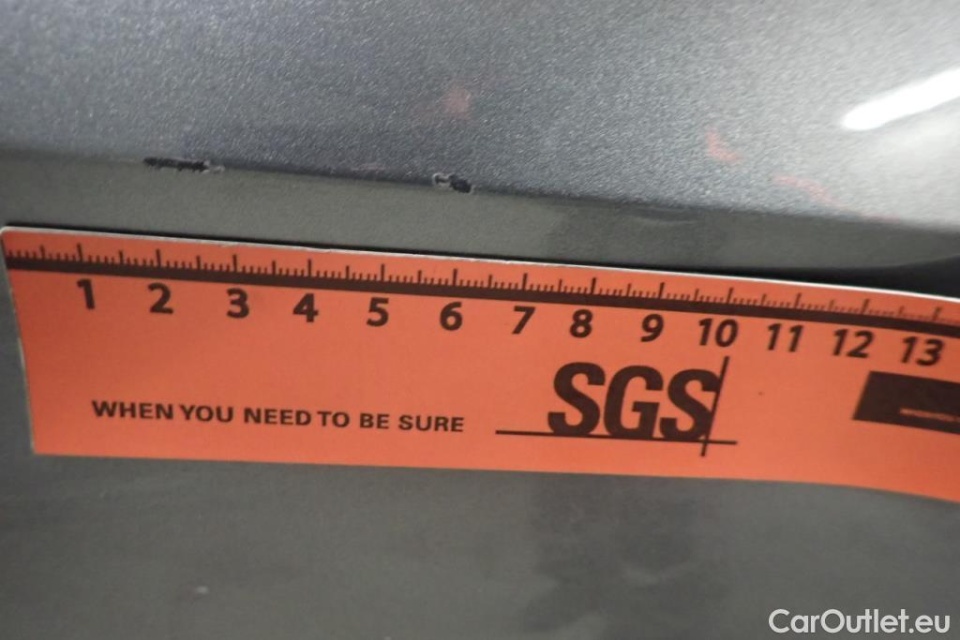 1 2 3 4 5 6 7 8 9 10 11 12 13
WHEN YOU NEED TO BE SURE
SGS
CarOutlet.eu